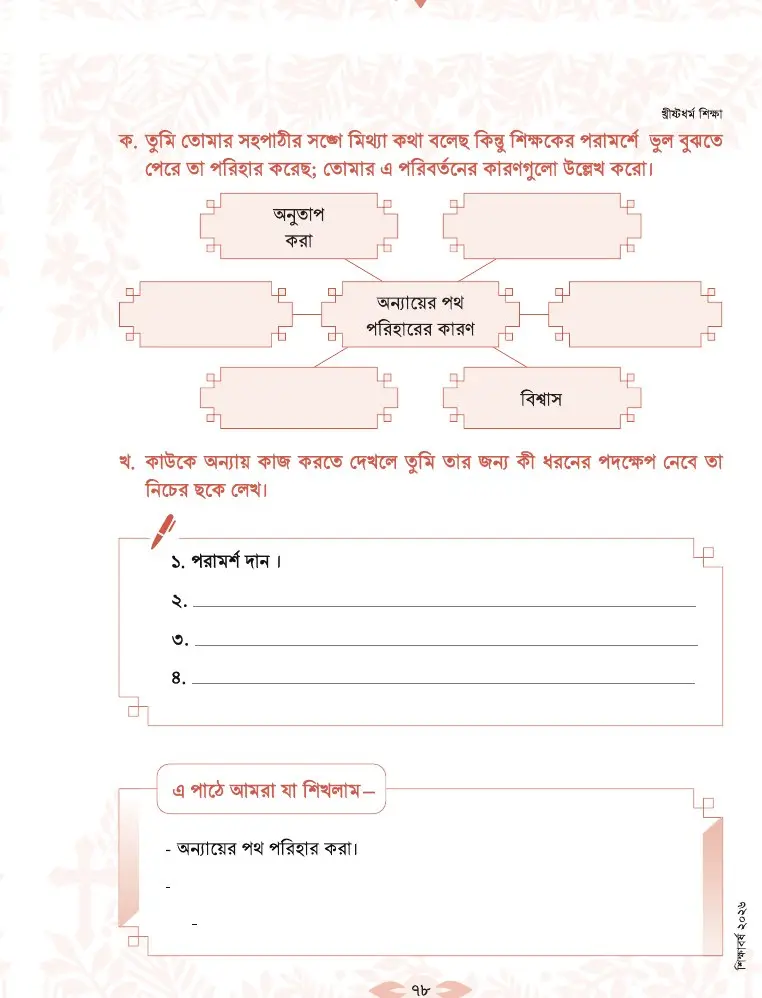 খ্রীষ্টধর্ম শিক্ষা
ক. তুমি তোমার সহপাঠীর সঙ্গে মিথ্যা কথা বলেছ কিন্তু শিক্ষকের পরামর্শে ভুল বুঝতে
পেরে তা পরিহার করেছ; তোমার এ পরিবর্তনের কারণগুলো উল্লেখ করো।
অনুতাপ
করা
অন্যায়ের পথ
পরিহারের কারণ
বিশ্বাস
খ. কাউকে অন্যায় কাজ করতে দেখলে তুমি তার জন্য কী ধরনের পদক্ষেপ নেবে তা
নিচের ছকে লেখ।
১. পরামর্শ দান ।
২.
৩.
৪.
এ পাঠে আমরা যা শিখলাম–
- অন্যায়ের পথ পরিহার করা।
-
-
শিক্ষাবর্ষ ২০২৬
৭৮